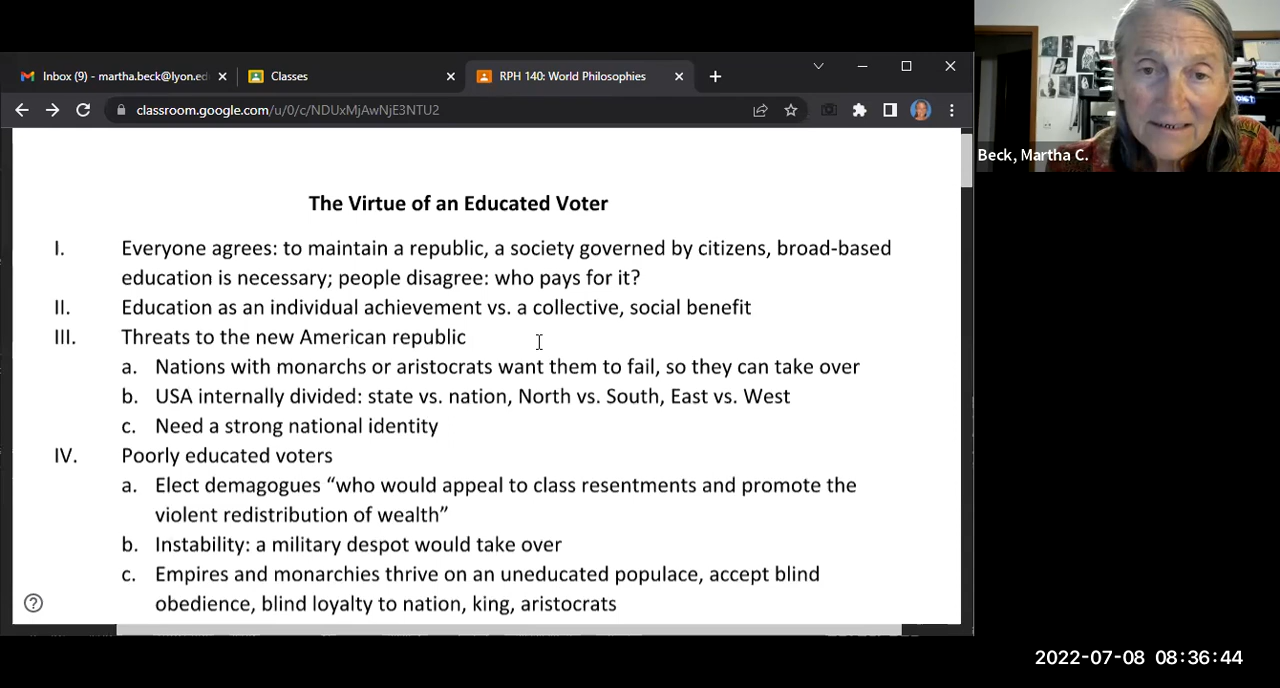 Inbox (9) - martha.beck@lyon.ed
Classes
RPH 140: World Philosophies
classroom.google.com/u/0/c/NDUxMjAwNjE3NTU2
Beck, Martha C.
The Virtue of an Educated Voter
I. Everyone agrees: to maintain a republic, a society governed by citizens, broad-based
education is necessary; people disagree: who pays for it?
II. Education as an individual achievement vs. a collective, social benefit
III. Threats to the new American republic
a. Nations with monarchs or aristocrats want them to fail, so they can take over
b. USA internally divided: state vs. nation, North vs. South, East vs. West
c. Need a strong national identity
IV. Poorly educated voters
a. Elect demagogues “who would appeal to class resentments and promote the
violent redistribution of wealth”
b. Instability: a military despot would take over
c. Empires and monarchies thrive on an uneducated populace, accept blind
obedience, blind loyalty to nation, king, aristocrats
2022-07-08 08:36:44